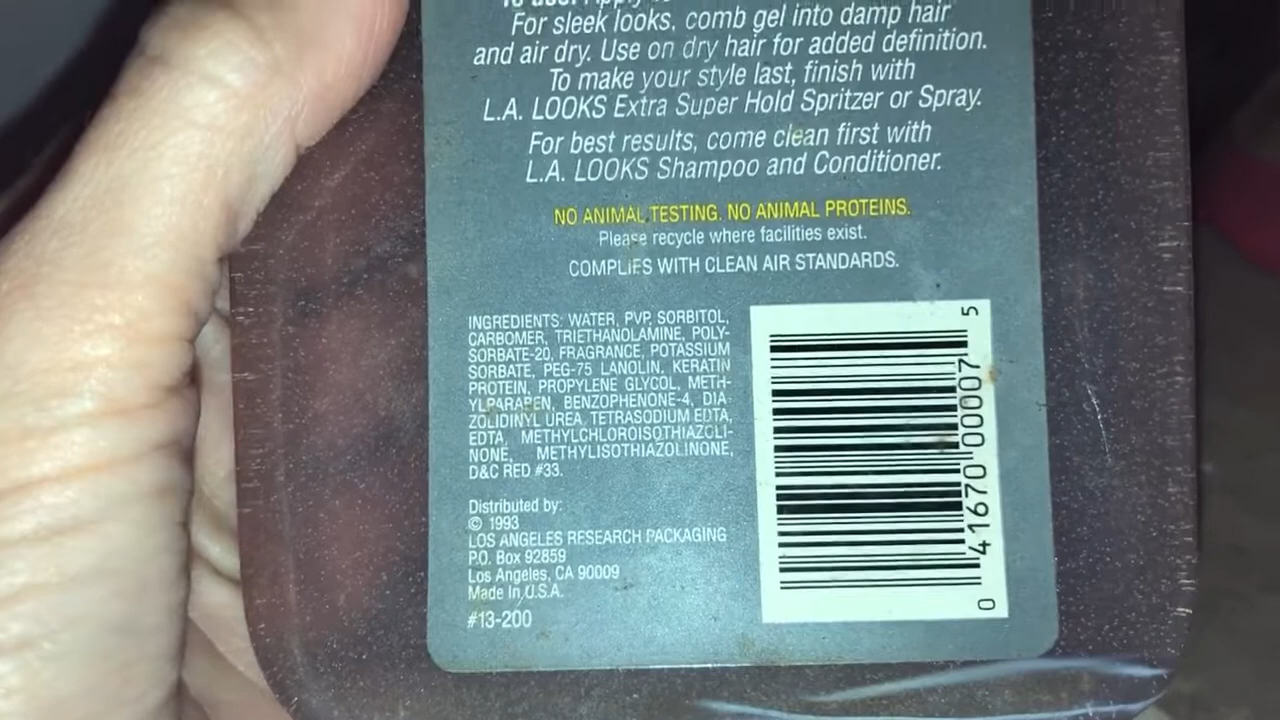 For sleek looks, comb gel into damp hair
and air dry. Use on dry hair for added definition.
To make your style last, finish with
L.A. LOOKS Extra Super Hold Spritzer or Spray.
For best results, come clean first with
L.A. LOOKS Shampoo and Conditioner.
NO ANIMAL TESTING. NO ANIMAL PROTEINS.
Please recycle where facilities exist.
COMPLIES WITH CLEAN AIR STANDARDS.
INGREDIENTS: WATER, PVP, SORBITOL,
CARBOMER, TRIETHANOLAMINE, POLY-
SORBATE-20, FRAGRANCE, POTASSIUM
SORBATE, PEG-75 LANOLIN, KERATIN
PROTEIN, PROPYLENE GLYCOL, METH-
YLPARABEN, BENZOPHENONE-4, DIA-
ZOLIDINYL UREA, TETRASODIUM EDTA,
EDTA, METHYLCHLOROISOTHIAZOLI-
NONE, METHYLISOTHIAZOLINONE,
D&C RED #33.
Distributed by:
© 1993
LOS ANGELES RESEARCH PACKAGING
P.O. Box 92859
Los Angeles, CA 90009
Made in U.S.A.
#13-200
0 41670 00007 5